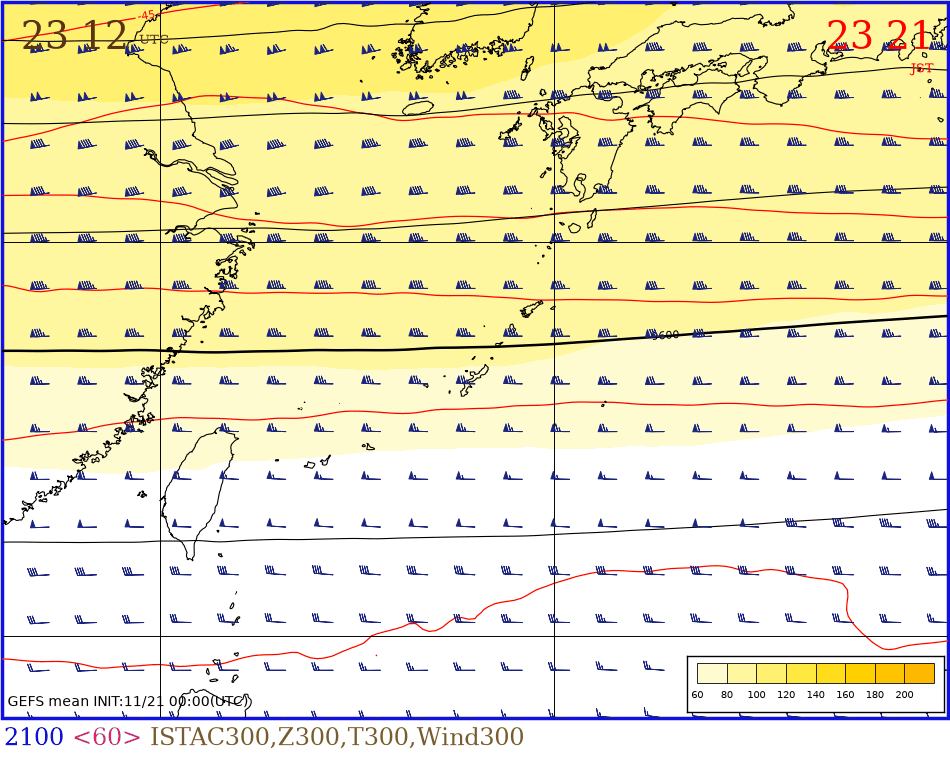 -45
23 12 UTC
23 21
JST
9600
GEFS mean INIT:11/21 00:00(UTC)
60 80 100 120 140 160 180 200
2100 <60> ISTAC300,Z300,T300,Wind300